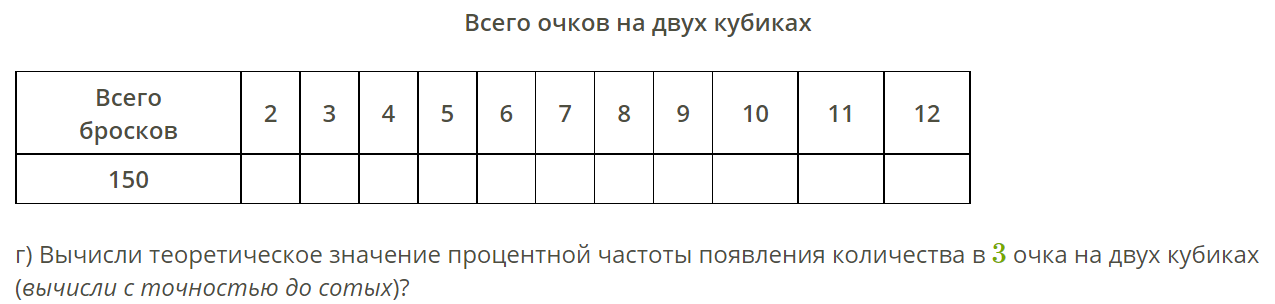 Всего очков на двух кубиках
Всего
бросков
2 3 4 5 6 7 8 9 10 11 12
150
г) Вычисли теоретическое значение процентной частоты появления количества в 3 очка на двух кубиках
(вычисли с точностью до сотых)?